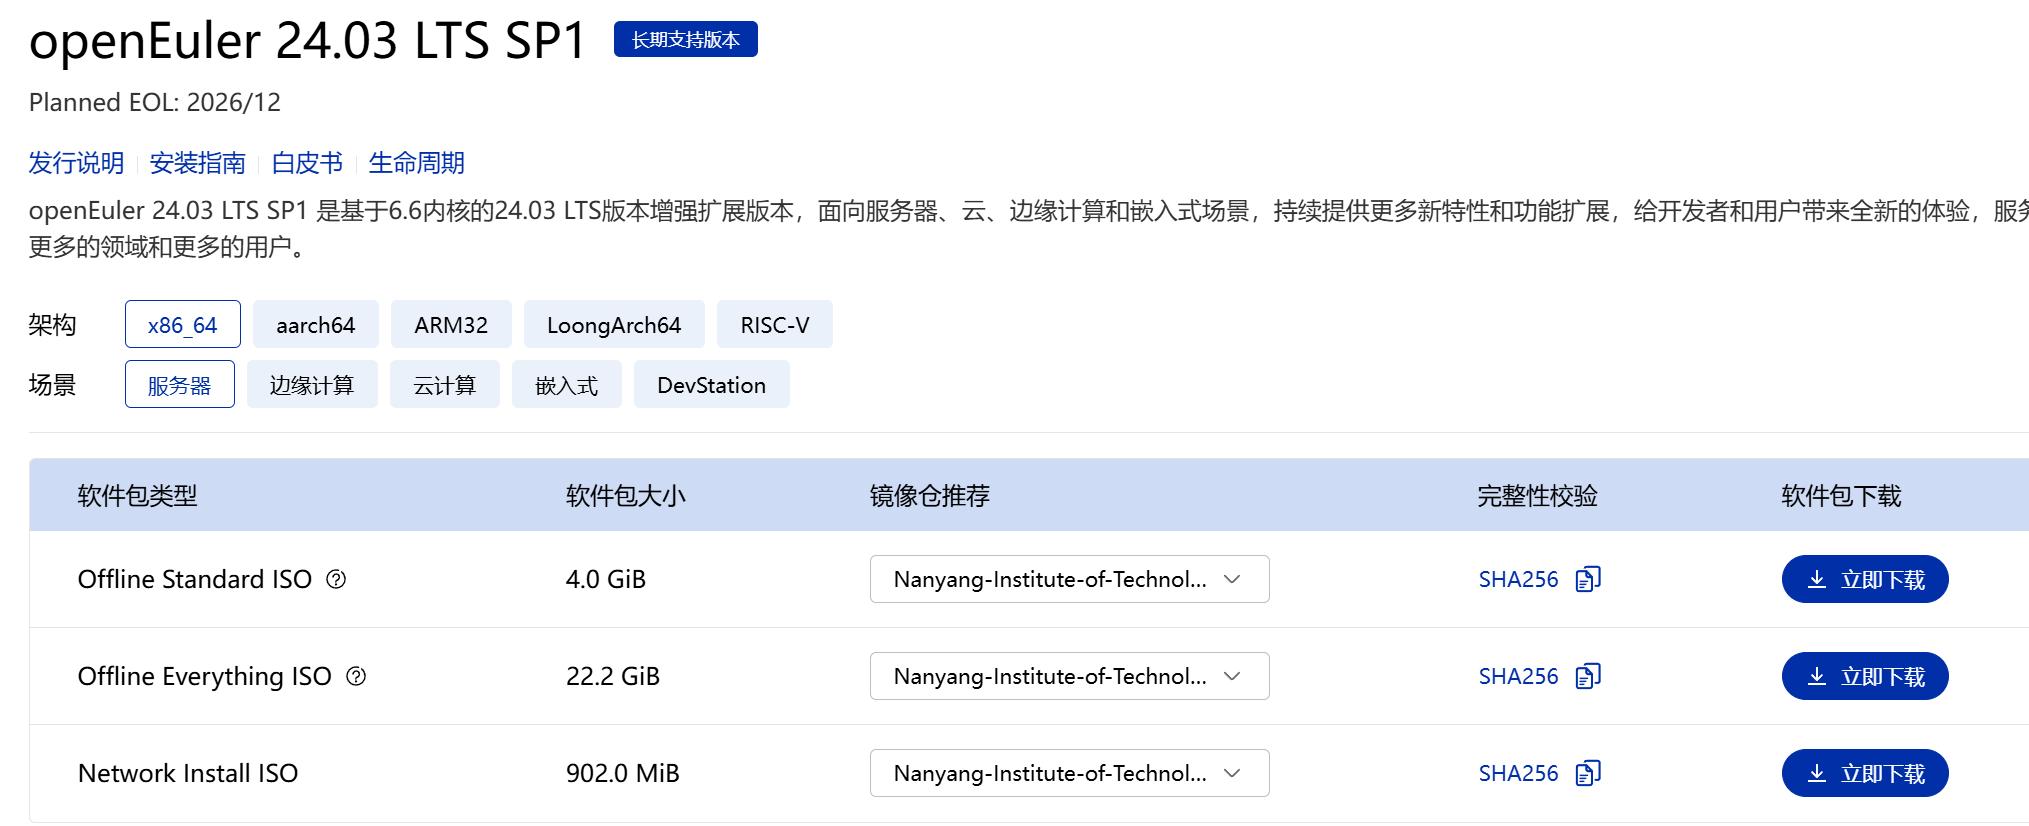 openEuler 24.03 LTS SP1 长期支持版本
Planned EOL: 2026/12
发行说明 安装指南 白皮书 生命周期
openEuler 24.03 LTS SP1 是基于6.6内核的24.03 LTS版本增强扩展版本，面向服务器、云、边缘计算和嵌入式场景，持续提供更多新特性和功能扩展，给开发者和用户带来全新的体验，服务
更多的领域和更多的用户。
架构 x86_64 aarch64 ARM32 LoongArch64 RISC-V
场景 服务器 边缘计算 云计算 嵌入式 DevStation
软件包类型 软件包大小 镜像仓推荐 完整性校验 软件包下载
Offline Standard ISO 4.0 GiB Nanyang-Institute-of-Technol... SHA256 立即下载
Offline Everything ISO 22.2 GiB Nanyang-Institute-of-Technol... SHA256 立即下载
Network Install ISO 902.0 MiB Nanyang-Institute-of-Technol... SHA256 立即下载